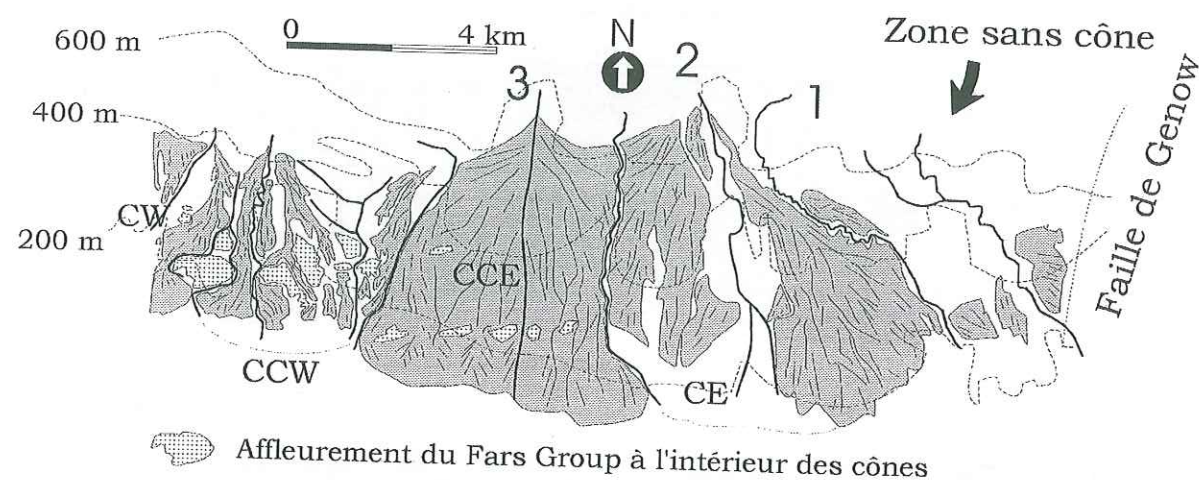 600 m
0
4 km
N
Zone sans cône
3
2
1
400 m
Faille de Genow
CW
200 m
CCE
CCW
CE
Affleurement du Fars Group à l'intérieur des cônes